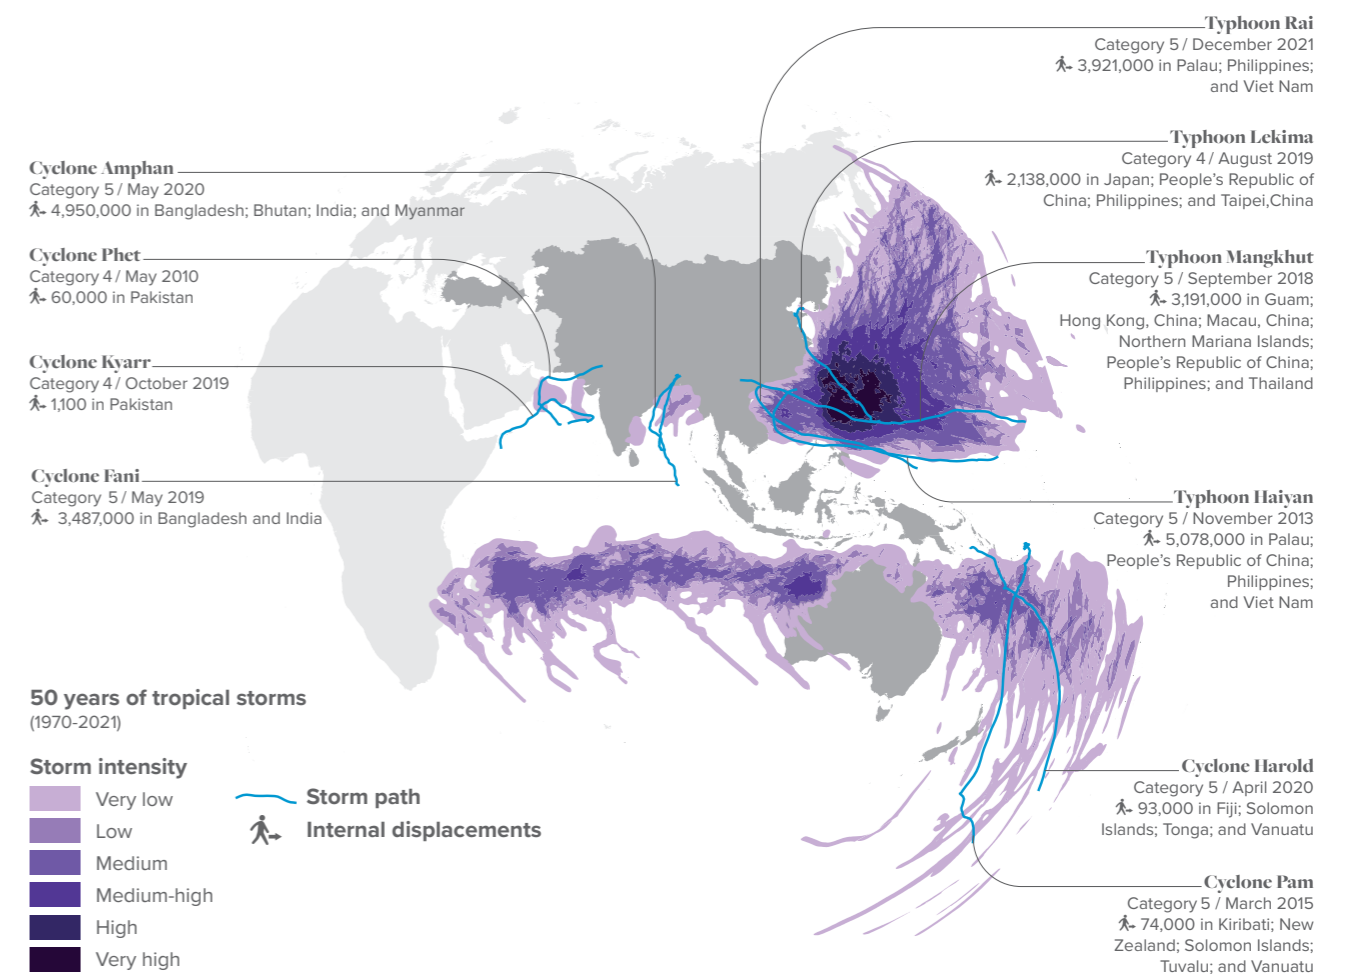 Typhoon Rai
Category 5 / December 2021
3,921,000 in Palau; Philippines;
and Viet Nam
Typhoon Lekima
Category 4 / August 2019
2,138,000 in Japan; People's Republic of
China; Philippines; and Taipei,China
Typhoon Mangkhut
Category 5 / September 2018
3,191,000 in Guam;
Hong Kong, China; Macau, China;
Northern Mariana Islands;
People's Republic of China;
Philippines; and Thailand
Typhoon Haiyan
Category 5 / November 2013
5,078,000 in Palau;
People's Republic of China;
Philippines;
and Viet Nam
Cyclone Harold
Category 5 / April 2020
93,000 in Fiji; Solomon
Islands; Tonga; and Vanuatu
Cyclone Pam
Category 5 / March 2015
74,000 in Kiribati; New
Zealand; Solomon Islands;
Tuvalu; and Vanuatu
Cyclone Amphan
Category 5 / May 2020
4,950,000 in Bangladesh; Bhutan; India; and Myanmar
Cyclone Phet
Category 4 / May 2010
60,000 in Pakistan
Cyclone Kyarr
Category 4 / October 2019
1,100 in Pakistan
Cyclone Fani
Category 5 / May 2019
3,487,000 in Bangladesh and India
50 years of tropical storms
(1970-2021)
Storm intensity
Very low
Low
Medium
Medium-high
High
Very high
Storm path
Internal displacements